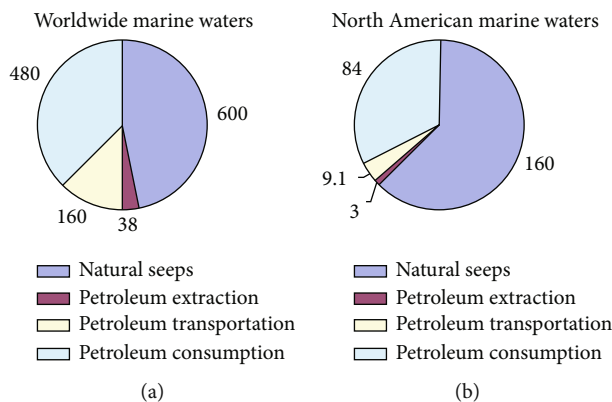 Worldwide marine waters
480
600
160
38
Natural seeps
Petroleum extraction
Petroleum transportation
Petroleum consumption
(a)
North American marine waters
84
160
9.1
3
Natural seeps
Petroleum extraction
Petroleum transportation
Petroleum consumption
(b)